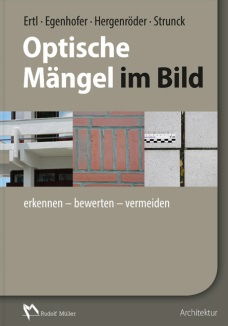 Ertl / Egenhofer / Hergenröder / Strunck
Optische
Mängel im Bild
erkennen – bewerten – vermeiden
Rudolf Müller
Architektur